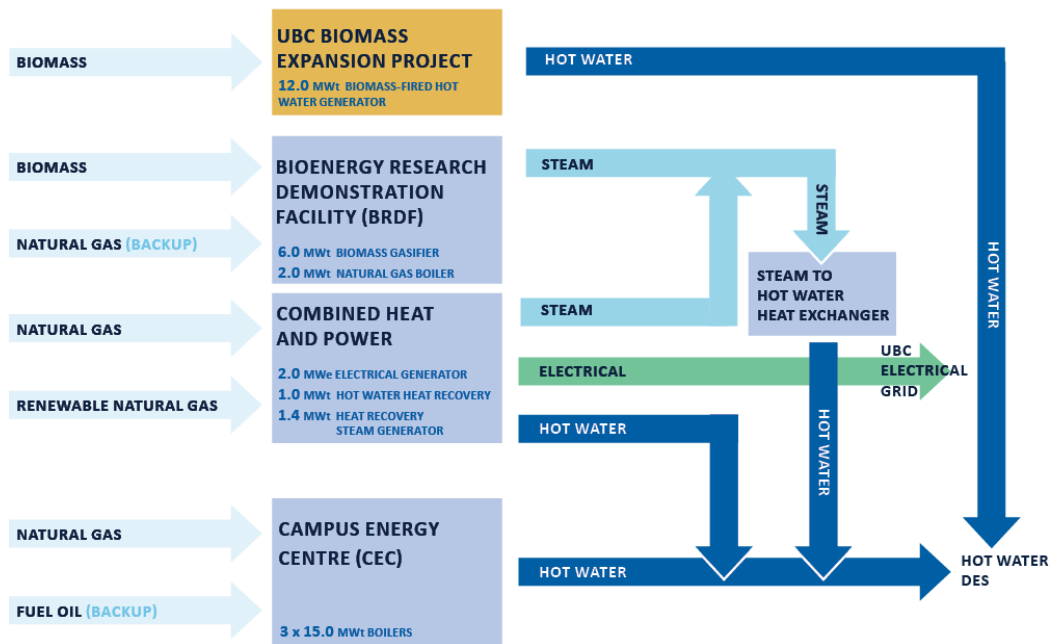 BIOMASS
UBC BIOMASS
EXPANSION PROJECT
12.0 MWt BIOMASS-FIRED HOT
WATER GENERATOR
HOT WATER
HOT WATER
BIOMASS
NATURAL GAS (BACKUP)
BIOENERGY RESEARCH
DEMONSTRATION
FACILITY (BRDF)
6.0 MWt BIOMASS GASIFIER
2.0 MWt NATURAL GAS BOILER
STEAM
STEAM
STEAM TO
HOT WATER
HEAT EXCHANGER
NATURAL GAS
RENEWABLE NATURAL GAS
COMBINED HEAT
AND POWER
2.0 MWe ELECTRICAL GENERATOR
1.0 MWt HOT WATER HEAT RECOVERY
1.4 MWt HEAT RECOVERY
STEAM GENERATOR
STEAM
ELECTRICAL
UBC
ELECTRICAL
GRID
HOT WATER
HOT WATER
NATURAL GAS
FUEL OIL (BACKUP)
CAMPUS ENERGY
CENTRE (CEC)
3 x 15.0 MWt BOILERS
HOT WATER
HOT WATER
DES